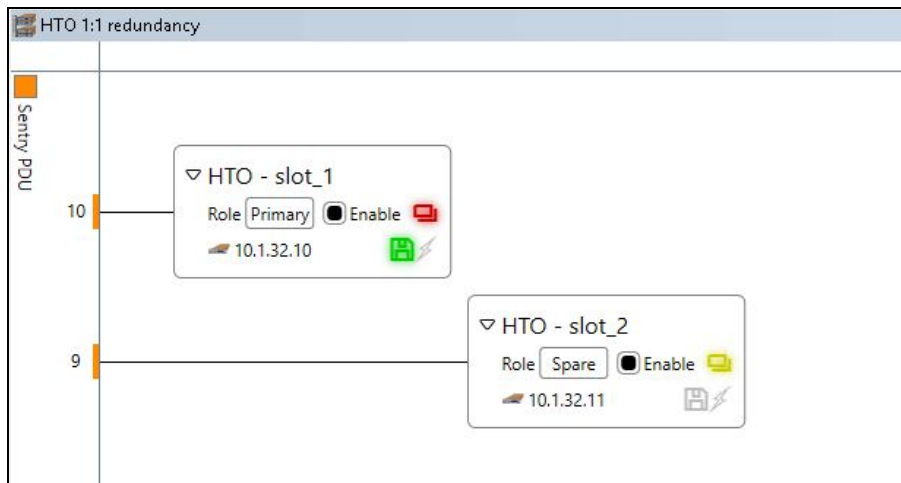 HTO 1:1 redundancy
Sentry PDU
10
▽ HTO - slot_1
Role Primary Enable
10.1.32.10
9
▽ HTO - slot_2
Role Spare Enable
10.1.32.11